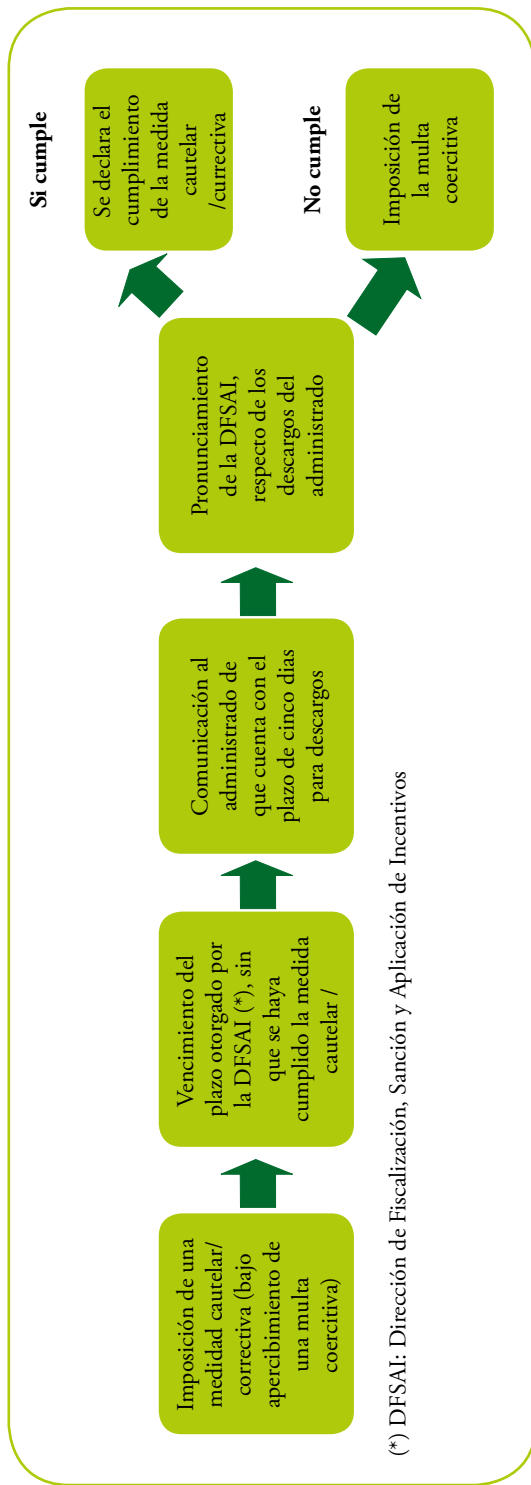 Imposición de una
medidad cautelar/
correctiva (bajo
apercibimiento de
una multa
coercitiva)
Vencimiento del
plazo otorgado por
la DFSAI (*), sin
que se haya
cumplido la medida
cautelar /
Comunicación al
administrado de
que cuenta con el
plazo de cinco dias
para descargos
Pronunciamiento
de la DFSAI,
respecto de los
descargos del
administrado
Si cumple
Se declara el
cumplimiento
de la medida
cautelar
/currectiva
No cumple
Imposición de
la multa
coercitiva
(*) DFSAI: Dirección de Fiscalización, Sanción y Aplicación de Incentivos